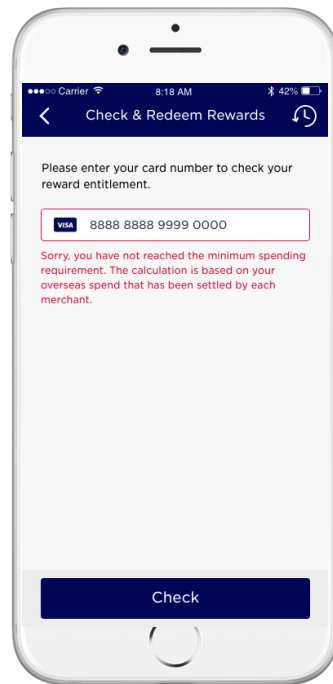 Carrier 8:18 AM 42%
Check & Redeem Rewards
Please enter your card number to check your
reward entitlement.
VISA 8888 8888 9999 0000
Sorry, you have not reached the minimum spending
requirement. The calculation is based on your
overseas spend that has been settled by each
merchant.
Check